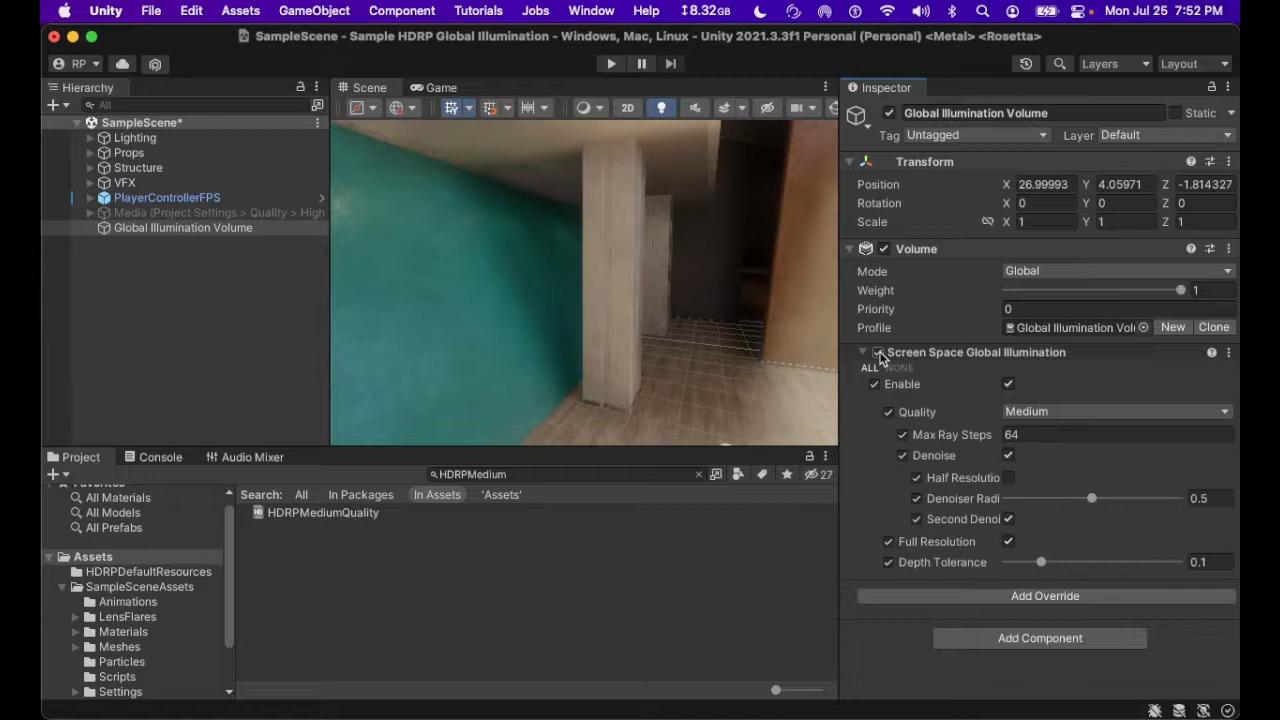 Unity File Edit Assets GameObject Component Tutorials Jobs Window Help 8.32GB Mon Jul 25 7:52 PM
SampleScene - Sample HDRP Global Illumination - Windows, Mac, Linux - Unity 2021.3.3f1 Personal (Personal) <Metal> <Rosetta>
RP Layers Layout
Hierarchy
All
SampleScene*
Lighting
Props
Structure
VFX
PlayerControllerFPS
Media (Project Settings > Quality > High
Global Illumination Volume
Scene Game
2D
Inspector
Global Illumination Volume Static
Tag Untagged Layer Default
Transform
Position X 26.99993 Y 4.05971 Z -1.814327
Rotation X 0 Y 0 Z 0
Scale X 1 Y 1 Z 1
Volume
Mode Global
Weight 1
Priority 0
Profile Global Illumination Vol New Clone
Screen Space Global Illumination
ALL NONE
Enable
Quality Medium
Max Ray Steps 64
Denoise
Half Resolutio
Denoiser Radi 0.5
Second Denoi
Full Resolution
Depth Tolerance 0.1
Add Override
Add Component
Project Console Audio Mixer
HDRPMedium 27
Favorites
All Materials
All Models
All Prefabs
Assets
HDRPDefaultResources
SampleSceneAssets
Animations
LensFlares
Materials
Meshes
Particles
Scripts
Settings
Search: All In Packages In Assets 'Assets'
HDRPMediumQuality